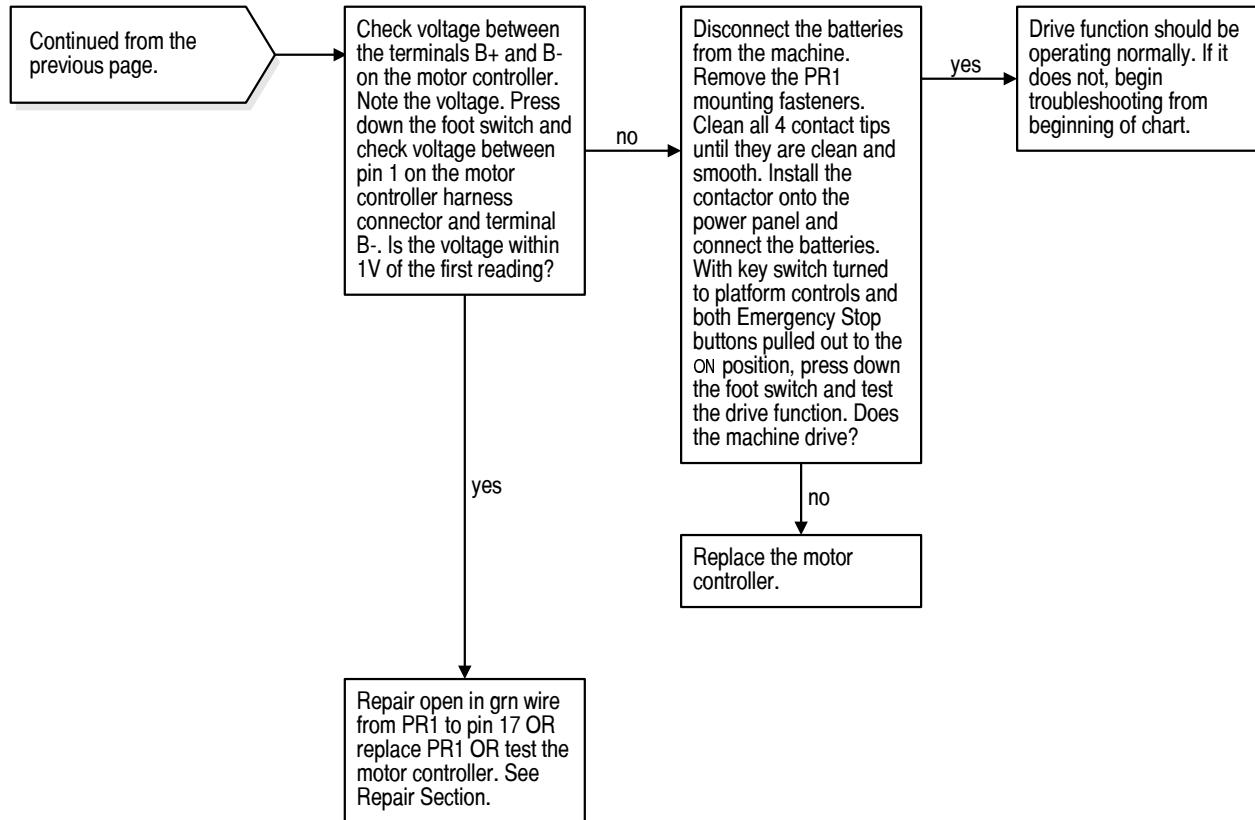 Continued from the
previous page.
Check voltage between
the terminals B+ and B-
on the motor controller.
Note the voltage. Press
down the foot switch and
check voltage between
pin 1 on the motor
controller harness
connector and terminal
B-. Is the voltage within
1V of the first reading?
no
Disconnect the batteries
from the machine.
Remove the PR1
mounting fasteners.
Clean all 4 contact tips
until they are clean and
smooth. Install the
contactor onto the
power panel and
connect the batteries.
With key switch turned
to platform controls and
both Emergency Stop
buttons pulled out to the
ON position, press down
the foot switch and test
the drive function. Does
the machine drive?
yes
Drive function should be
operating normally. If it
does not, begin
troubleshooting from
beginning of chart.
yes
no
Replace the motor
controller.
Repair open in grn wire
from PR1 to pin 17 OR
replace PR1 OR test the
motor controller. See
Repair Section.